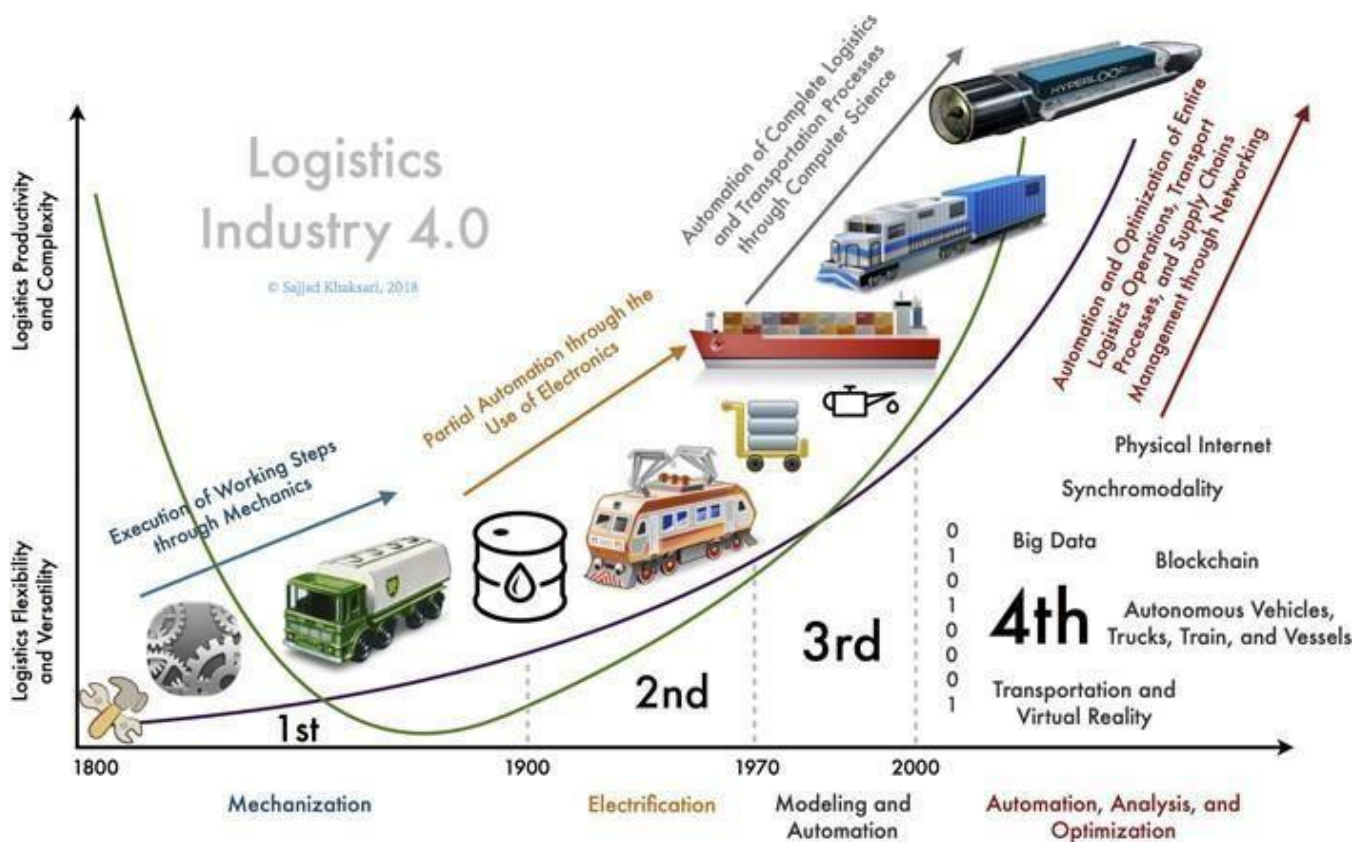 Logistics
Industry 4.0
© Sajjad Khaksari, 2018
Logistics Productivity
and Complexity
Logistics Flexibility
and Versatility
Execution of Working Steps
through Mechanics
Partial Automation through the
Use of Electronics
Automation of Complete Logistics
and Transportation Processes
through Computer Science
HYPERLOOP
Automation and Optimization of Entire
Logistics Operations, Transport
Processes, and Supply Chains
Management through Networking
Physical Internet
Synchromodality
Big Data
Blockchain
4th
Autonomous Vehicles,
Trucks, Train, and Vessels
Transportation and
Virtual Reality
0
1
0
1
0
0
0
1
1st
2nd
3rd
1800
1900
1970
2000
Mechanization
Electrification
Modeling and
Automation
Automation, Analysis, and
Optimization